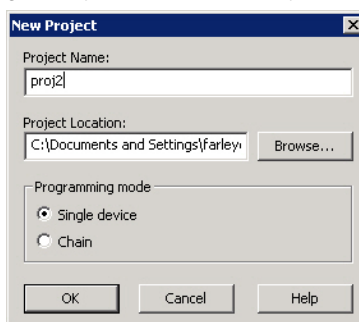 New Project
Project Name:
proj2
Project Location:
C:\Documents and Settings\farley
Browse...
Programming mode
Single device
Chain
OK
Cancel
Help